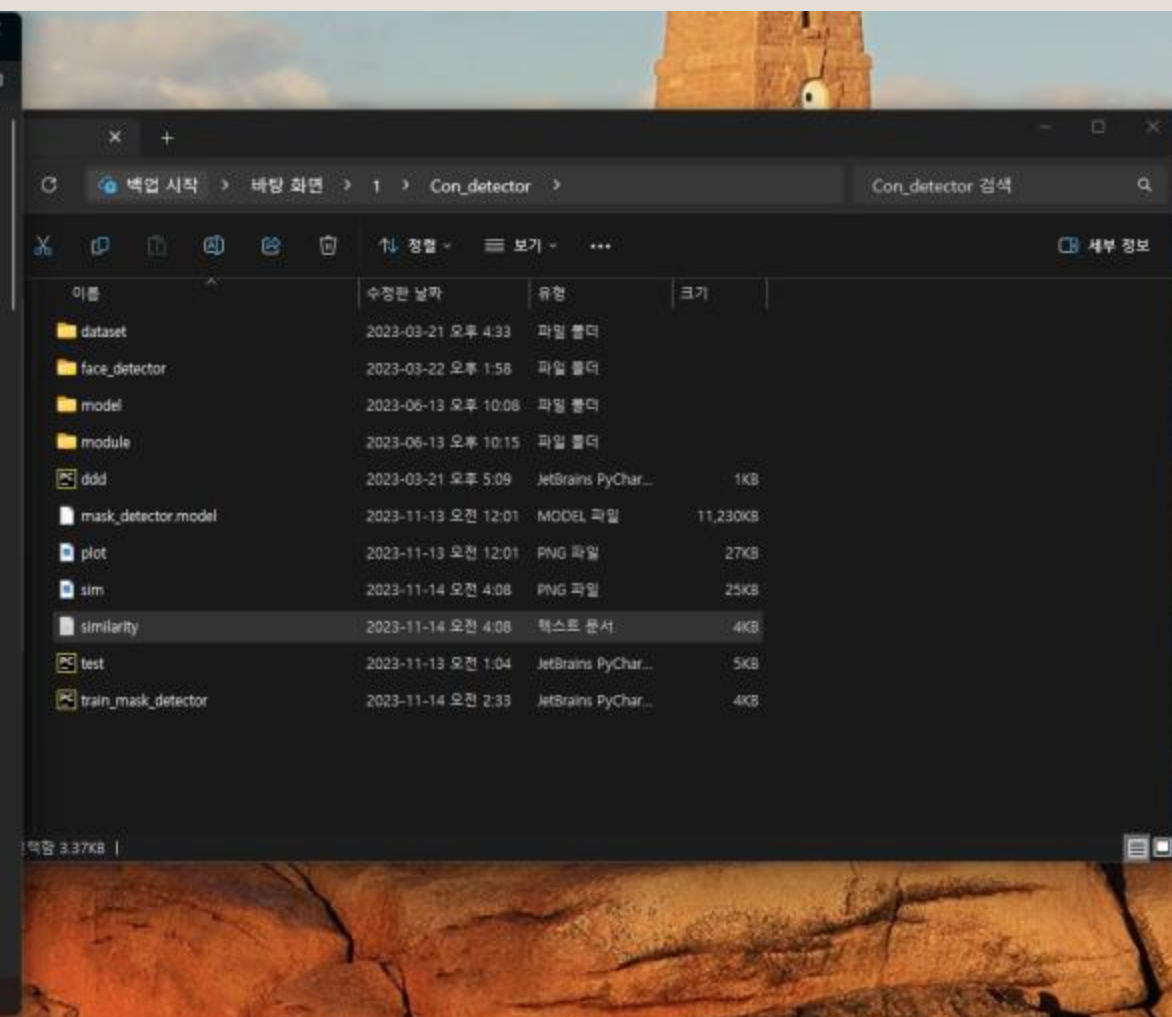 백업 시작 > 바탕 화면 > 1 > Con_detector >
Con_detector 검색
정렬
보기
세부 정보
이름 수정한 날짜 유형 크기
dataset 2023-03-21 오후 4:33 파일 폴더
face_detector 2023-03-22 오후 1:58 파일 폴더
model 2023-06-13 오후 10:08 파일 폴더
module 2023-06-13 오후 10:15 파일 폴더
ddd 2023-03-21 오후 5:09 JetBrains PyChar... 1KB
mask_detector.model 2023-11-13 오전 12:01 MODEL 파일 11,230KB
plot 2023-11-13 오전 12:01 PNG 파일 27KB
sim 2023-11-14 오전 4:08 PNG 파일 25KB
similarity 2023-11-14 오전 4:08 텍스트 문서 4KB
test 2023-11-13 오전 1:04 JetBrains PyChar... 5KB
train_mask_detector 2023-11-14 오전 2:33 JetBrains PyChar... 4KB
3.37KB